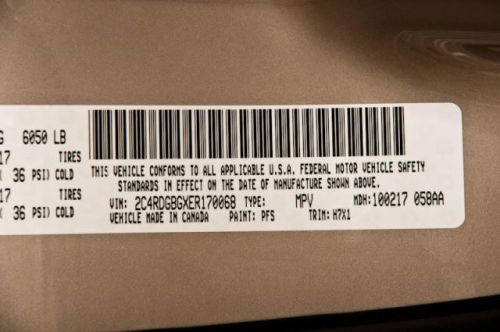 G 6050 LB
17 TIRES
36 PSI) COLD
17 TIRES
36 PSI) COLD
THIS VEHICLE CONFORMS TO ALL APPLICABLE U.S.A. FEDERAL MOTOR VEHICLE SAFETY
STANDARDS IN EFFECT ON THE DATE OF MANUFACTURE SHOWN ABOVE.
VIN: 2C4RDGBGXER170068 TYPE: MPV MDH: 100217 058AA
VEHICLE MADE IN CANADA PAINT: PFS TRIM: H7X1